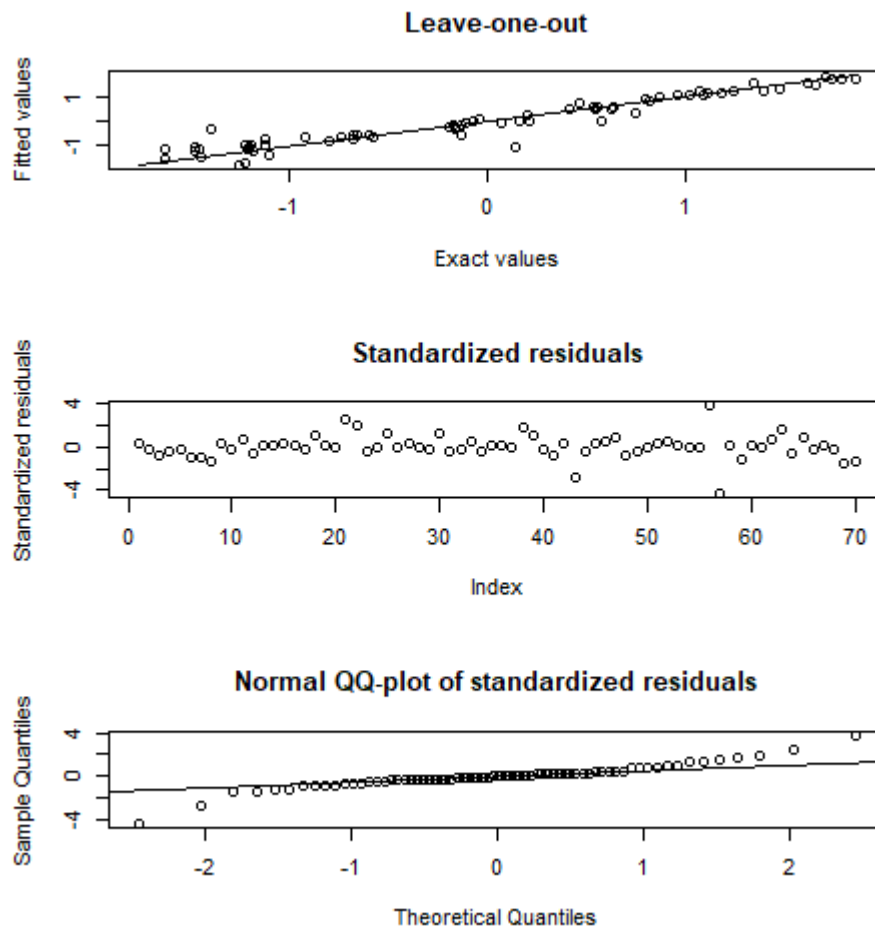 Leave-one-out
Fitted values
1
-1
-1 0 1
Exact values
Standardized residuals
Standardized residuals
4
0
-4
0 10 20 30 40 50 60 70
Index
Normal QQ-plot of standardized residuals
Sample Quantiles
4
0
-4
-2 -1 0 1 2
Theoretical Quantiles